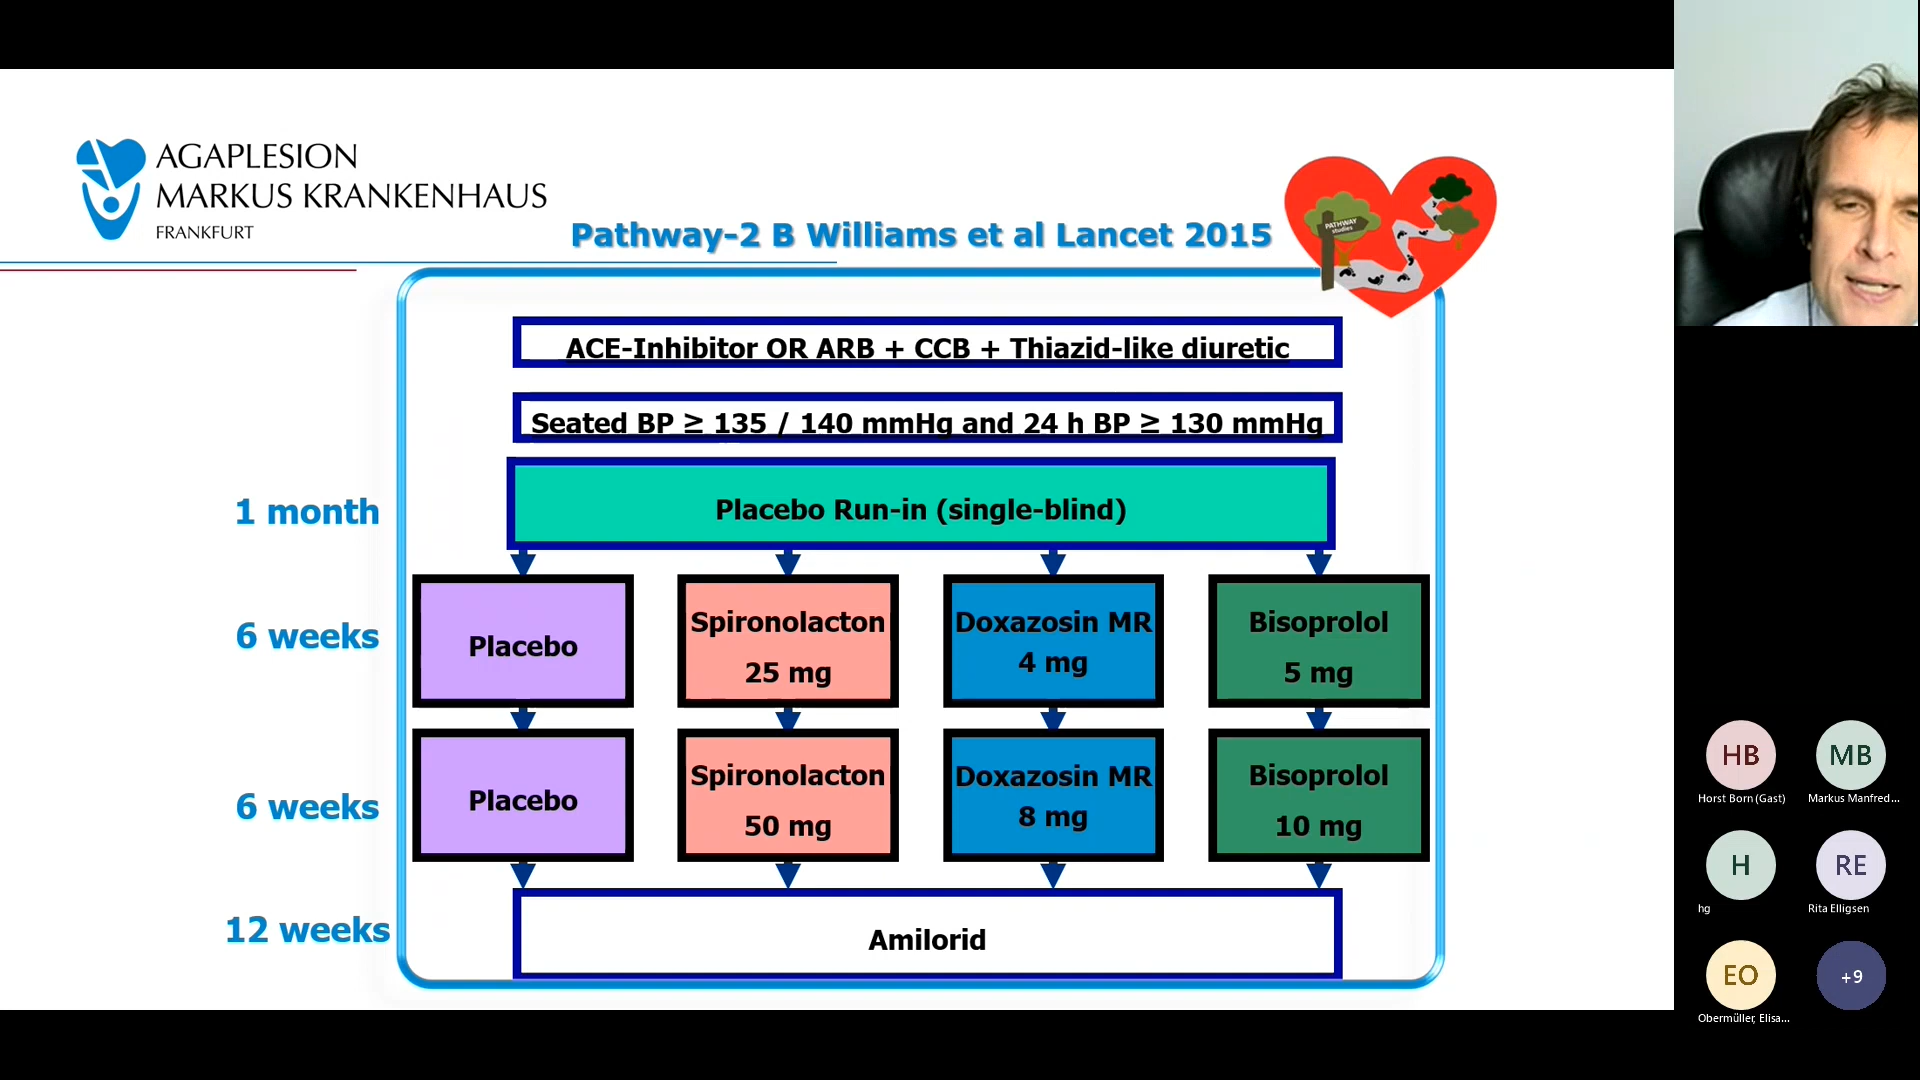 AGAPLESION
MARKUS KRANKENHAUS
FRANKFURT
Pathway-2 B Williams et al Lancet 2015
PATHWAY
studies
ACE-Inhibitor OR ARB + CCB + Thiazid-like diuretic
Seated BP ≥ 135 / 140 mmHg and 24 h BP ≥ 130 mmHg
1 month
Placebo Run-in (single-blind)
6 weeks
Placebo
Spironolacton
25 mg
Doxazosin MR
4 mg
Bisoprolol
5 mg
6 weeks
Placebo
Spironolacton
50 mg
Doxazosin MR
8 mg
Bisoprolol
10 mg
12 weeks
Amilorid
HB
Horst Born (Gast)
MB
Markus Manfred...
H
hg
RE
Rita Elligsen
EO
Obermüller, Elisa...
+9